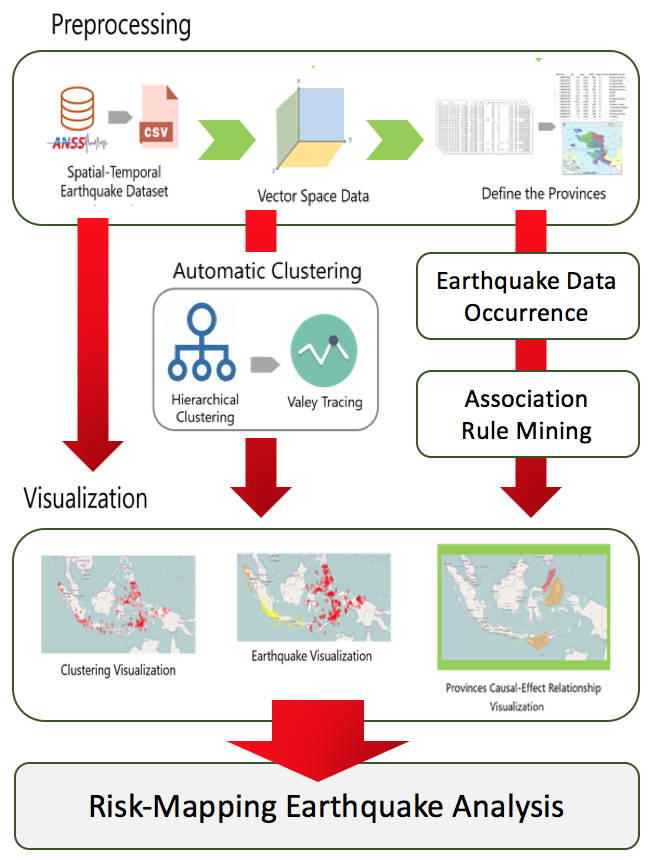 Preprocessing
ANSS
CSV
Spatial-Temporal
Earthquake Dataset
X
Y
Z
Vector Space Data
Define the Provinces
Automatic Clustering
Hierarchical
Clustering
Valey Tracing
Earthquake Data
Occurrence
Association
Rule Mining
Visualization
Clustering Visualization
Earthquake Visualization
Provinces Causal-Effect Relationship
Visualization
Risk-Mapping Earthquake Analysis